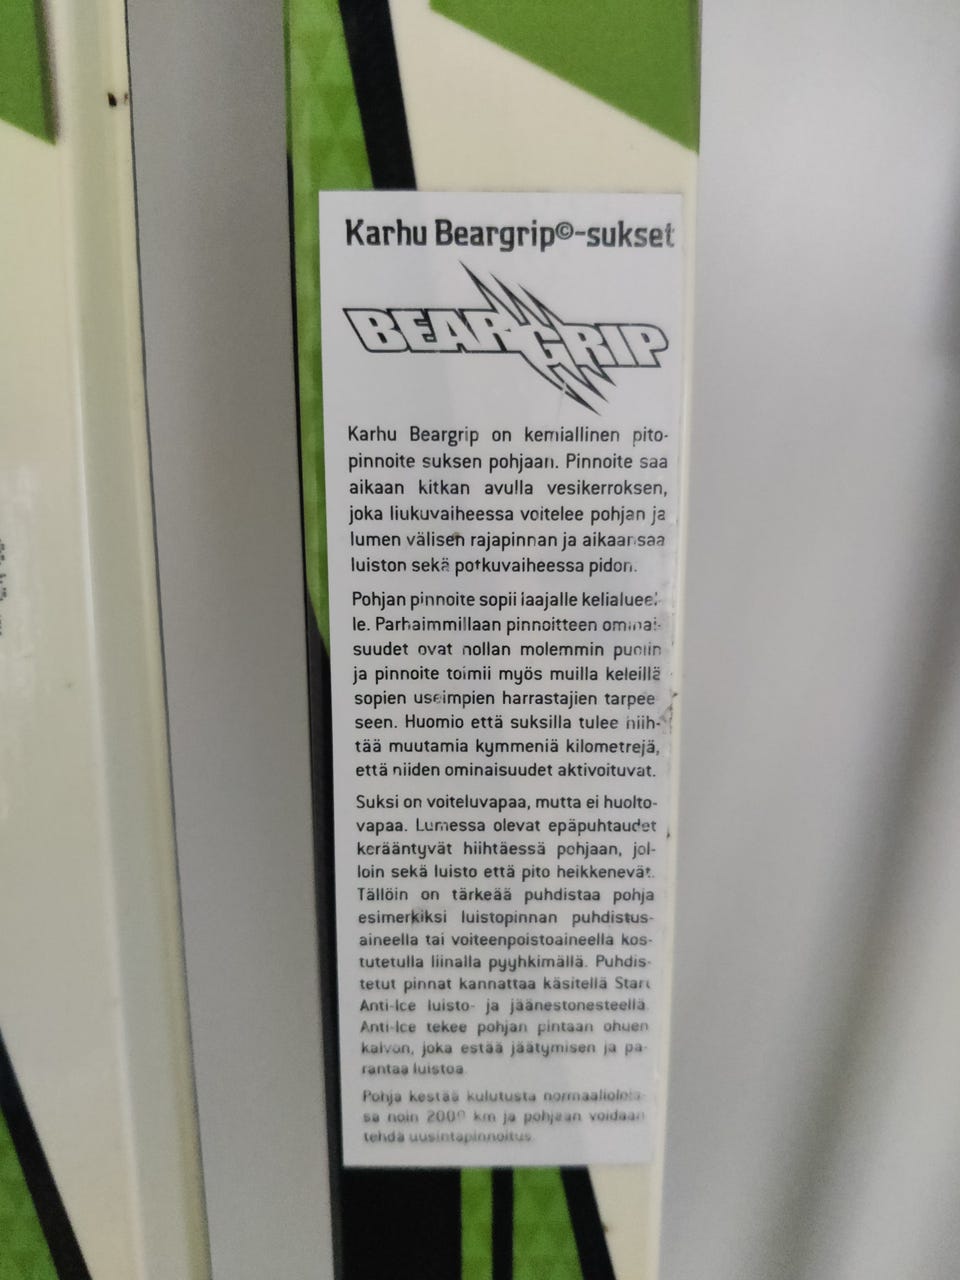 Karhu Beargrip©-sukset
BEARGRIP
Karhu Beargrip on kemiallinen pito-
pinnoite suksen pohjaan. Pinnoite saa
aikaan kitkan avulla vesikerroksen,
joka liukuvaiheessa voitelee pohjan ja
lumen välisen rajapinnan ja aikaansaa
luiston sekä potkuvaiheessa pidon.
Pohjan pinnoite sopii laajalle kelialueel-
le. Parhaimmillaan pinnoitteen ominai-
suudet ovat nollan molemmin puolin
ja pinnoite toimii myös muilla keleillä
sopien useimpien harrastajien tarpee
seen. Huomio että suksilla tulee hiih-
tää muutamia kymmeniä kilometrejä,
että niiden ominaisuudet aktivoituvat.
Suksi on voiteluvapaa, mutta ei huolto-
vapaa. Lumessa olevat epäpuhtaudet
kerääntyvät hiihtäessä pohjaan, jol-
loin sekä luisto että pito heikkenevät.
Tällöin on tärkeää puhdistaa pohja
esimerkiksi luistopinnan puhdistus-
aineella tai voiteenpoistoaineella kos-
tutetulla liinalla pyyhkimällä. Puhdis-
tetut pinnat kannattaa käsitellä Start
Anti-Ice luisto- ja jäänestonesteellä.
Anti-Ice tekee pohjan pintaan ohuen
kalvon, joka estää jäätymisen ja pa-
rantaa luistoa.
Pohja kestää kulutusta normaaliolois-
sa noin 2000 km ja pohjaan voidaan
tehdä uusintapinnoitus.